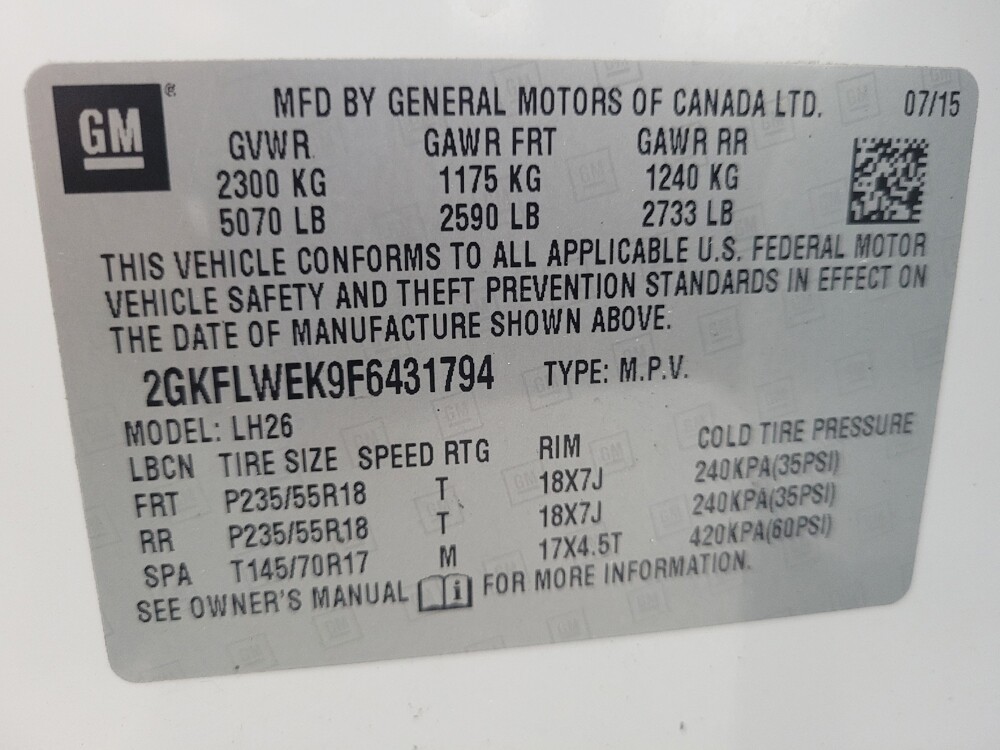 GM ® MFD BY GENERAL MOTORS OF CANADA LTD. 07/15
GVWR GAWR FRT GAWR RR
2300 KG 1175 KG 1240 KG
5070 LB 2590 LB 2733 LB
THIS VEHICLE CONFORMS TO ALL APPLICABLE U.S. FEDERAL MOTOR
VEHICLE SAFETY AND THEFT PREVENTION STANDARDS IN EFFECT ON
THE DATE OF MANUFACTURE SHOWN ABOVE.
2GKFLWEK9F6431794 TYPE: M.P.V.
MODEL: LH26
LBCN TIRE SIZE SPEED RTG RIM COLD TIRE PRESSURE
FRT P235/55R18 T 18X7J 240KPA(35PSI)
RR P235/55R18 T 18X7J 240KPA(35PSI)
SPA T145/70R17 M 17X4.5T 420KPA(60PSI)
SEE OWNER'S MANUAL i FOR MORE INFORMATION.